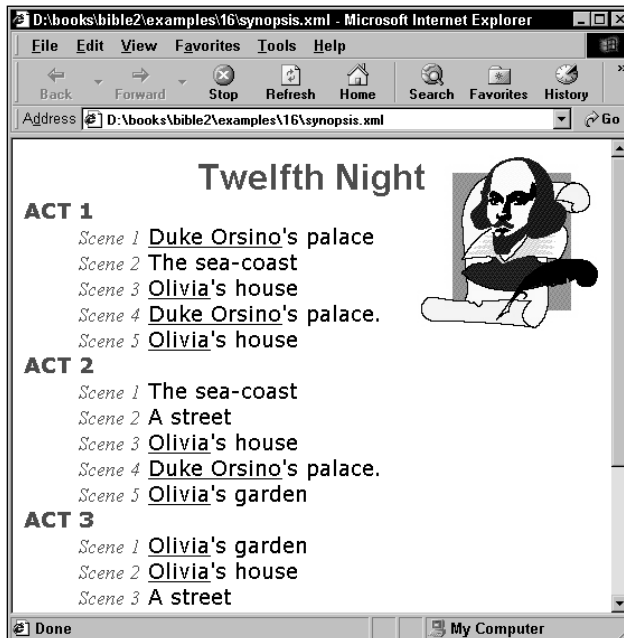 D:\books\bible2\examples\16\synopsis.xml - Microsoft Internet Explorer
File Edit View Favorites Tools Help
Back Forward Stop Refresh Home Search Favorites History »
Address D:\books\bible2\examples\16\synopsis.xml Go
Twelfth Night
ACT 1
Scene 1 Duke Orsino's palace
Scene 2 The sea-coast
Scene 3 Olivia's house
Scene 4 Duke Orsino's palace.
Scene 5 Olivia's house
ACT 2
Scene 1 The sea-coast
Scene 2 A street
Scene 3 Olivia's house
Scene 4 Duke Orsino's palace.
Scene 5 Olivia's garden
ACT 3
Scene 1 Olivia's garden
Scene 2 Olivia's house
Scene 3 A street
Done My Computer